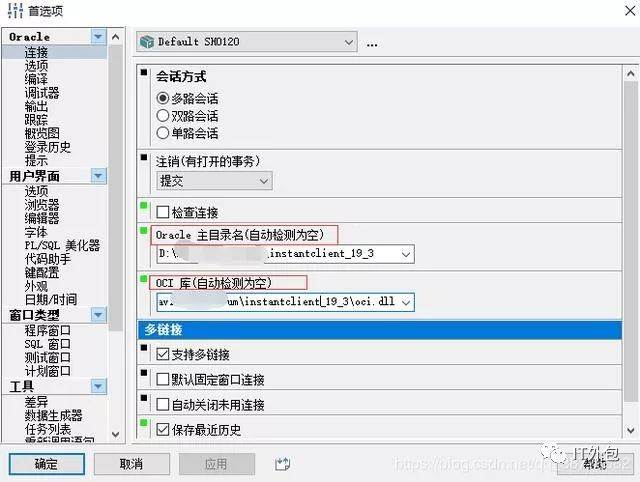 首选项
Oracle
连接
选项
编译
调试器
输出
跟踪
概览图
登录历史
提示
用户界面
选项
浏览器
编辑器
字体
PL/SQL 美化器
代码助手
键配置
外观
日期/时间
窗口类型
程序窗口
SQL 窗口
测试窗口
计划窗口
工具
差异
数据生成器
任务列表
重新调用语句
Default SH0120
...
会话方式
多路会话
双路会话
单路会话
注销(有打开的事务)
提交
检查连接
Oracle 主目录名(自动检测为空)
D:\ instantclient_19_3
OCI 库(自动检测为空)
um\instantclient_19_3\oci.dll
多链接
支持多链接
默认固定窗口连接
自动关闭未用连接
保存最近历史
确定
取消
应用
帮助
IT外包
https://blog.csdn.net/